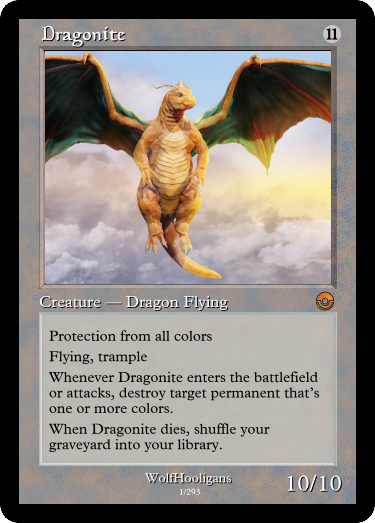 Dragonite
11
Creature — Dragon Flying
Protection from all colors
Flying, trample
Whenever Dragonite enters the battlefield
or attacks, destroy target permanent that's
one or more colors.
When Dragonite dies, shuffle your
graveyard into your library.
WolfHooligans
1/293
10/10